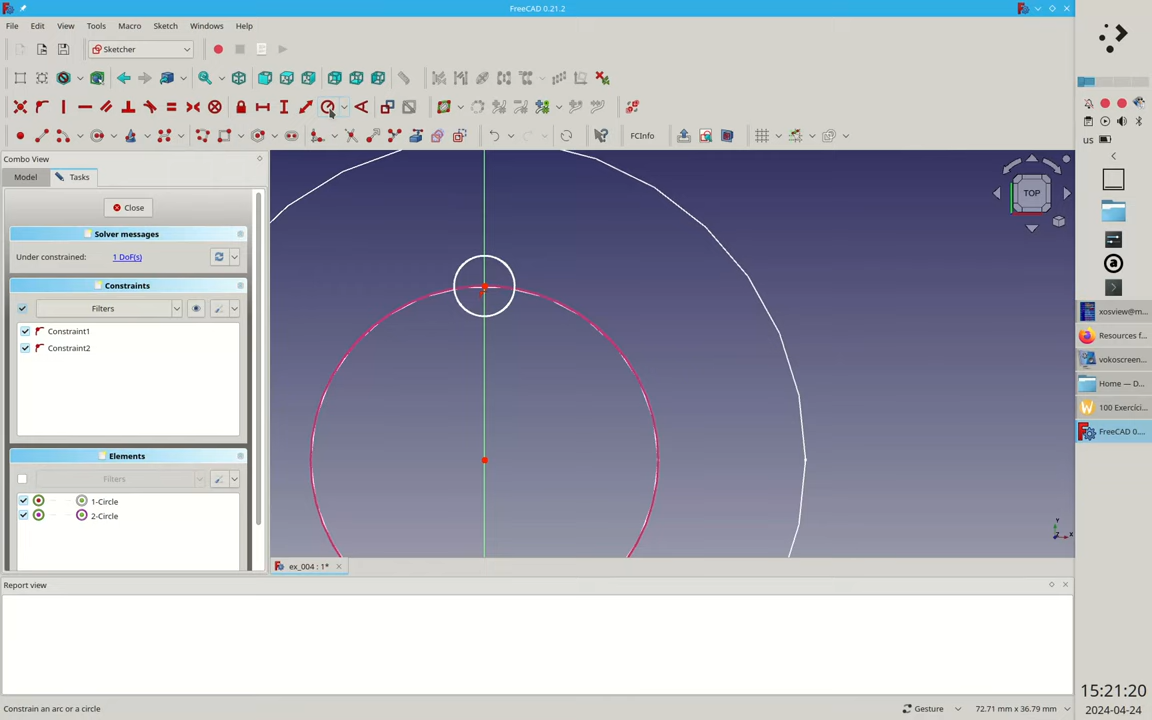 FreeCAD 0.21.2
File Edit View Tools Macro Sketch Windows Help
Sketcher
FCInfo
Combo View
Model Tasks
Close
Solver messages
Under constrained: 1 DoF(s)
Constraints
Filters
Constraint1
Constraint2
Elements
Filters
1-Circle
2-Circle
TOP
Y
Z X
ex_004 : 1*
Report view
Constrain an arc or a circle
Gesture
72.71 mm x 36.79 mm
us
xosview@m...
Resources f...
vokoscreen...
Home — D...
100 Exercíci...
FreeCAD 0....
15:21:20
2024-04-24